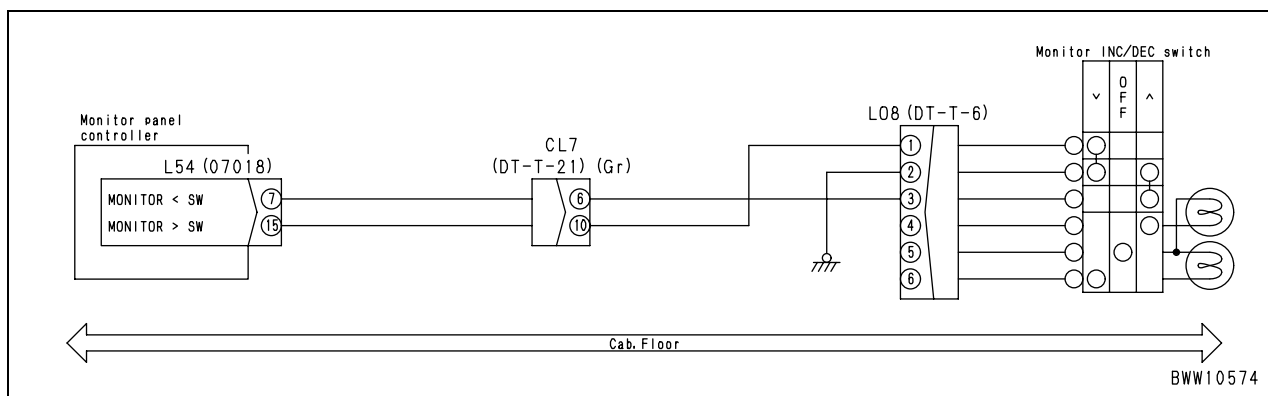 Monitor INC/DEC switch
˅
OFF
˄
Monitor panel
controller
L54 (07018)
CL7
(DT-T-21) (Gr)
L08 (DT-T-6)
MONITOR < SW
7
6
MONITOR > SW
15
10
1
2
3
4
5
6
Cab. Floor
BWW10574